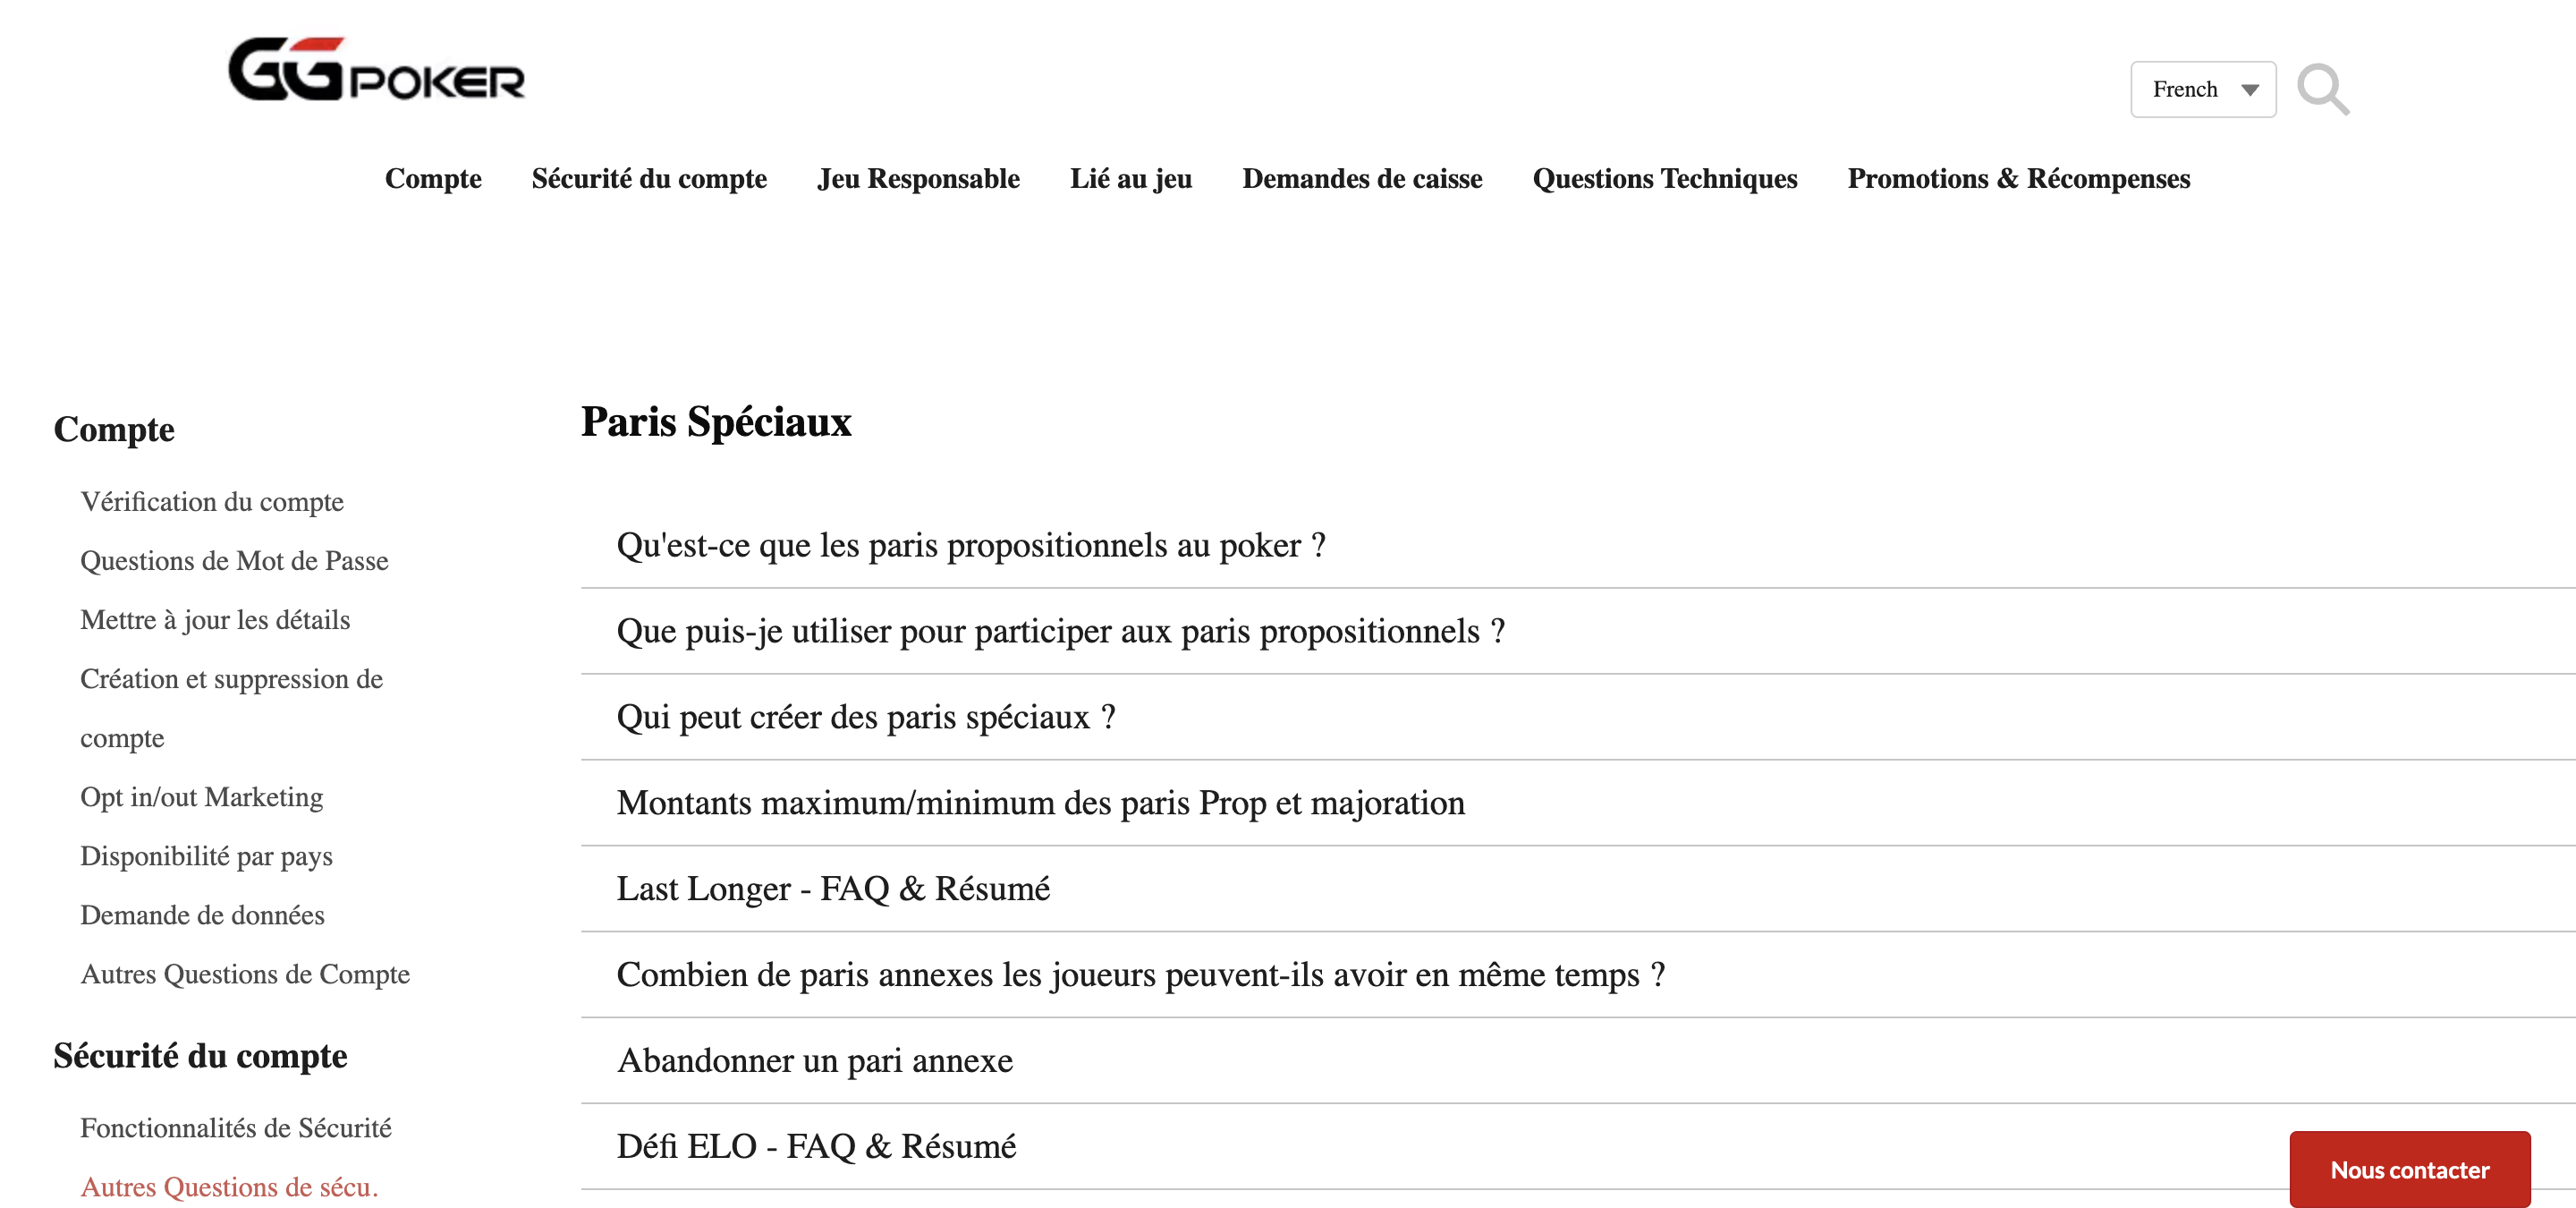 GGPOKER
French
Compte
Sécurité du compte
Jeu Responsable
Lié au jeu
Demandes de caisse
Questions Techniques
Promotions & Récompenses
Compte
Vérification du compte
Questions de Mot de Passe
Mettre à jour les détails
Création et suppression de
compte
Opt in/out Marketing
Disponibilité par pays
Demande de données
Autres Questions de Compte
Sécurité du compte
Fonctionnalités de Sécurité
Autres Questions de sécu.
Paris Spéciaux
Qu'est-ce que les paris propositionnels au poker ?
Que puis-je utiliser pour participer aux paris propositionnels ?
Qui peut créer des paris spéciaux ?
Montants maximum/minimum des paris Prop et majoration
Last Longer - FAQ & Résumé
Combien de paris annexes les joueurs peuvent-ils avoir en même temps ?
Abandonner un pari annexe
Défi ELO - FAQ & Résumé
Nous contacter